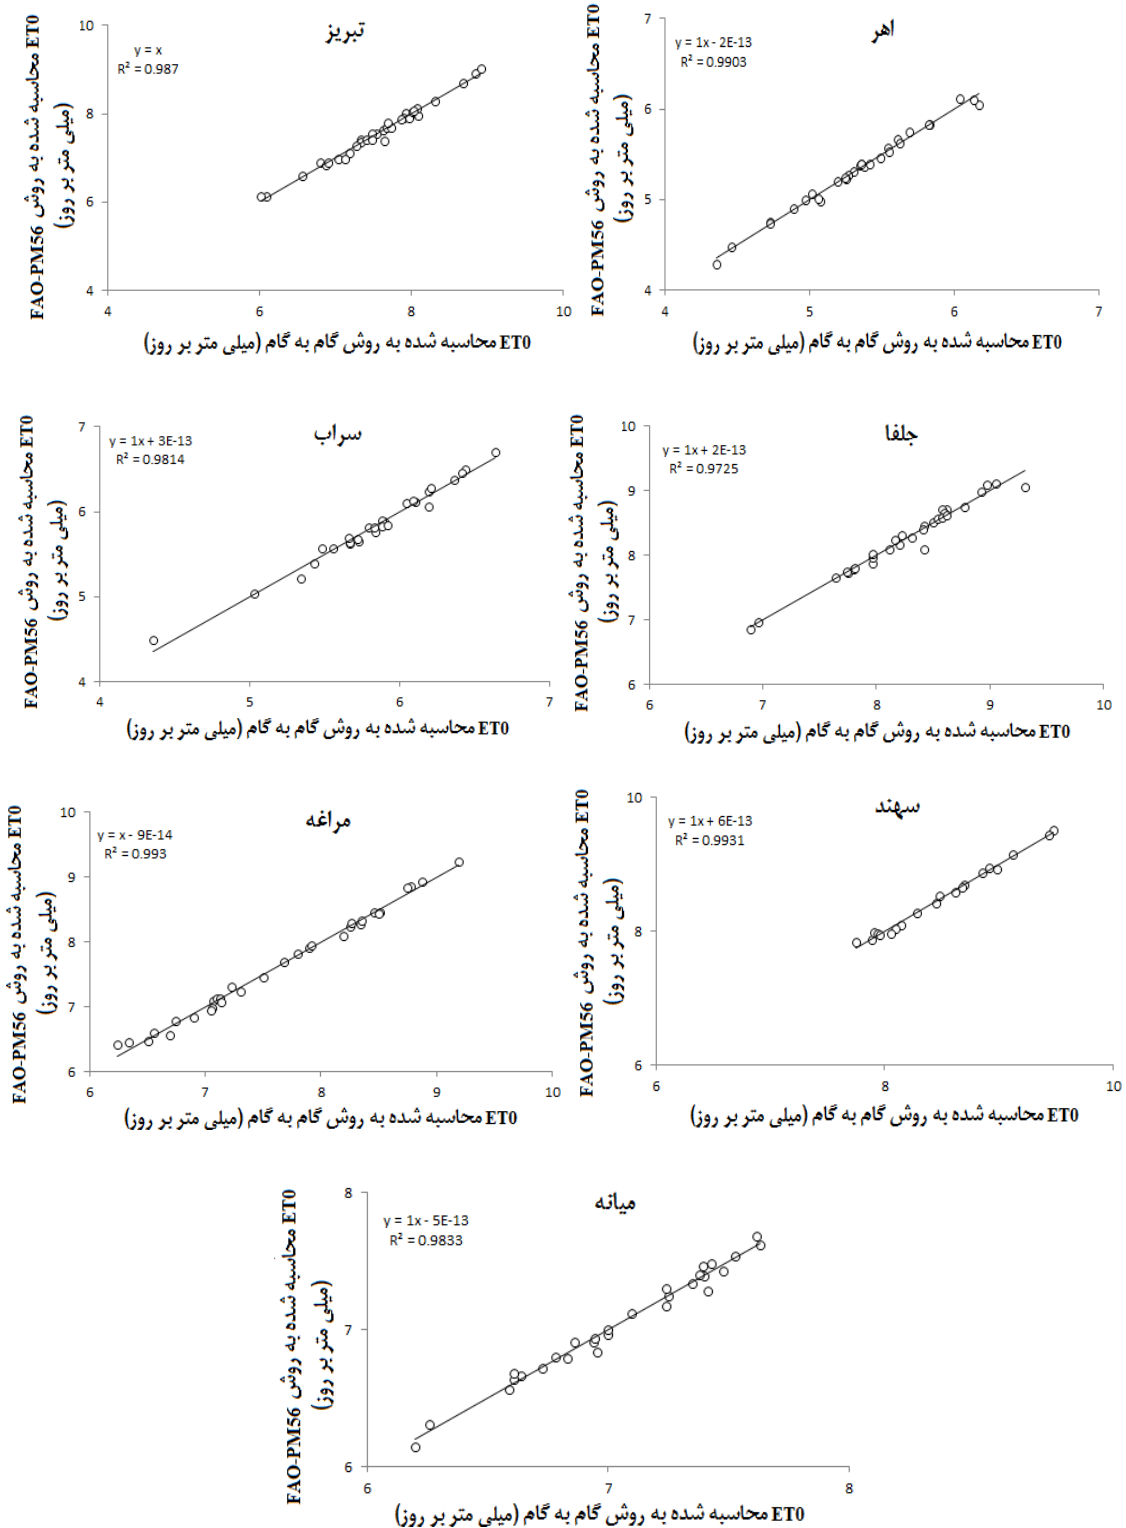 تبریز
y = x
R² = 0.987
10
8
6
4
4
6
8
10
ET0 محاسبه شده به روش FAO-PM56
(میلی متر بر روز)
ET0 محاسبه شده به روش گام به گام (میلی متر بر روز)
اهر
y = 1x - 2E-13
R² = 0.9903
7
6
5
4
4
5
6
7
ET0 محاسبه شده به روش FAO-PM56
(میلی متر بر روز)
ET0 محاسبه شده به روش گام به گام (میلی متر بر روز)
سراب
y = 1x + 3E-13
R² = 0.9814
7
6
5
4
4
5
6
7
ET0 محاسبه شده به روش FAO-PM56
(میلی متر بر روز)
ET0 محاسبه شده به روش گام به گام (میلی متر بر روز)
جلفا
y = 1x + 2E-13
R² = 0.9725
10
9
8
7
6
6
7
8
9
10
ET0 محاسبه شده به روش FAO-PM56
(میلی متر بر روز)
ET0 محاسبه شده به روش گام به گام (میلی متر بر روز)
مراغه
y = x - 9E-14
R² = 0.993
10
9
8
7
6
6
7
8
9
10
ET0 محاسبه شده به روش FAO-PM56
(میلی متر بر روز)
ET0 محاسبه شده به روش گام به گام (میلی متر بر روز)
سهند
y = 1x + 6E-13
R² = 0.9931
10
8
6
6
8
10
ET0 محاسبه شده به روش FAO-PM56
(میلی متر بر روز)
ET0 محاسبه شده به روش گام به گام (میلی متر بر روز)
میانه
y = 1x - 5E-13
R² = 0.9833
8
7
6
6
7
8
ET0 محاسبه شده به روش FAO-PM56
(میلی متر بر روز)
ET0 محاسبه شده به روش گام به گام (میلی متر بر روز)